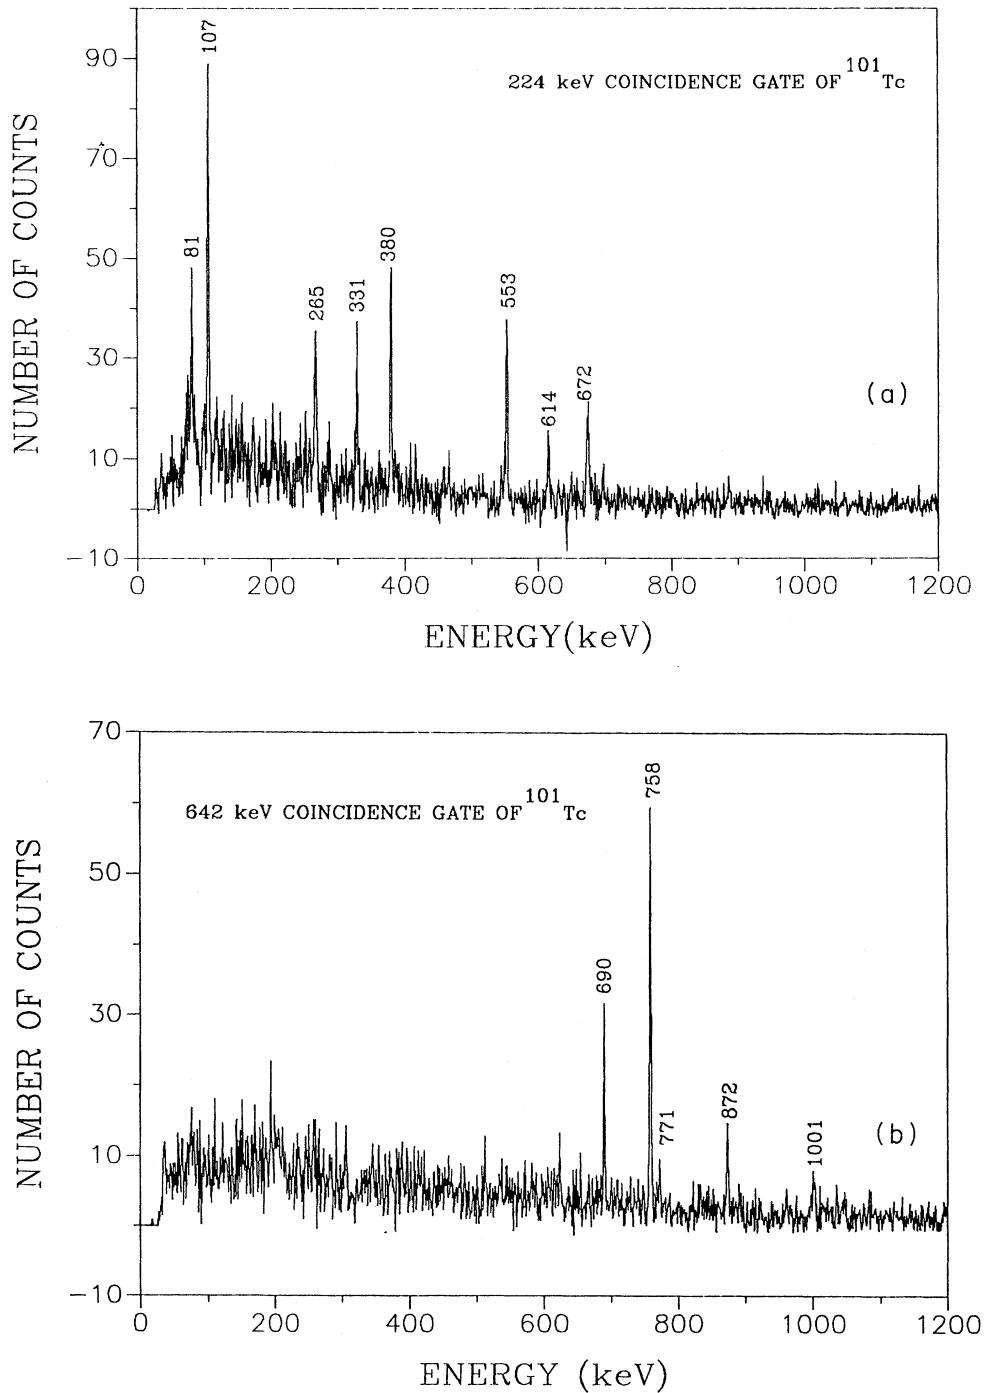 NUMBER OF COUNTS
90
70
50
30
10
-10
224 keV COINCIDENCE GATE OF 101Tc
81
107
265
331
380
553
614
672
(a)
0 200 400 600 800 1000 1200
ENERGY(keV)
NUMBER OF COUNTS
70
50
30
10
-10
642 keV COINCIDENCE GATE OF 101Tc
690
758
771
872
1001
(b)
0 200 400 600 800 1000 1200
ENERGY (keV)